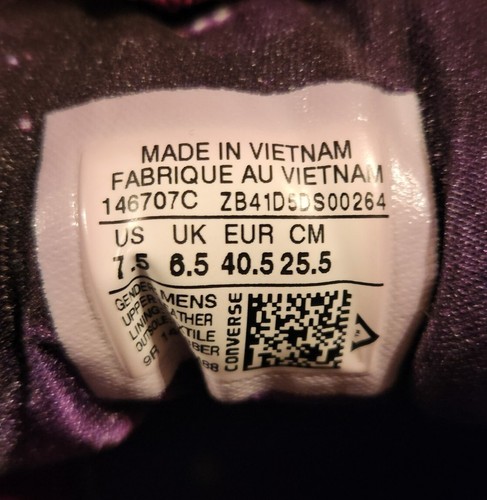 MADE IN VIETNAM
FABRIQUE AU VIETNAM
146707C ZB41D5DS00264
US UK EUR CM
7.5 6.5 40.5 25.5
MENS
CONVERSE